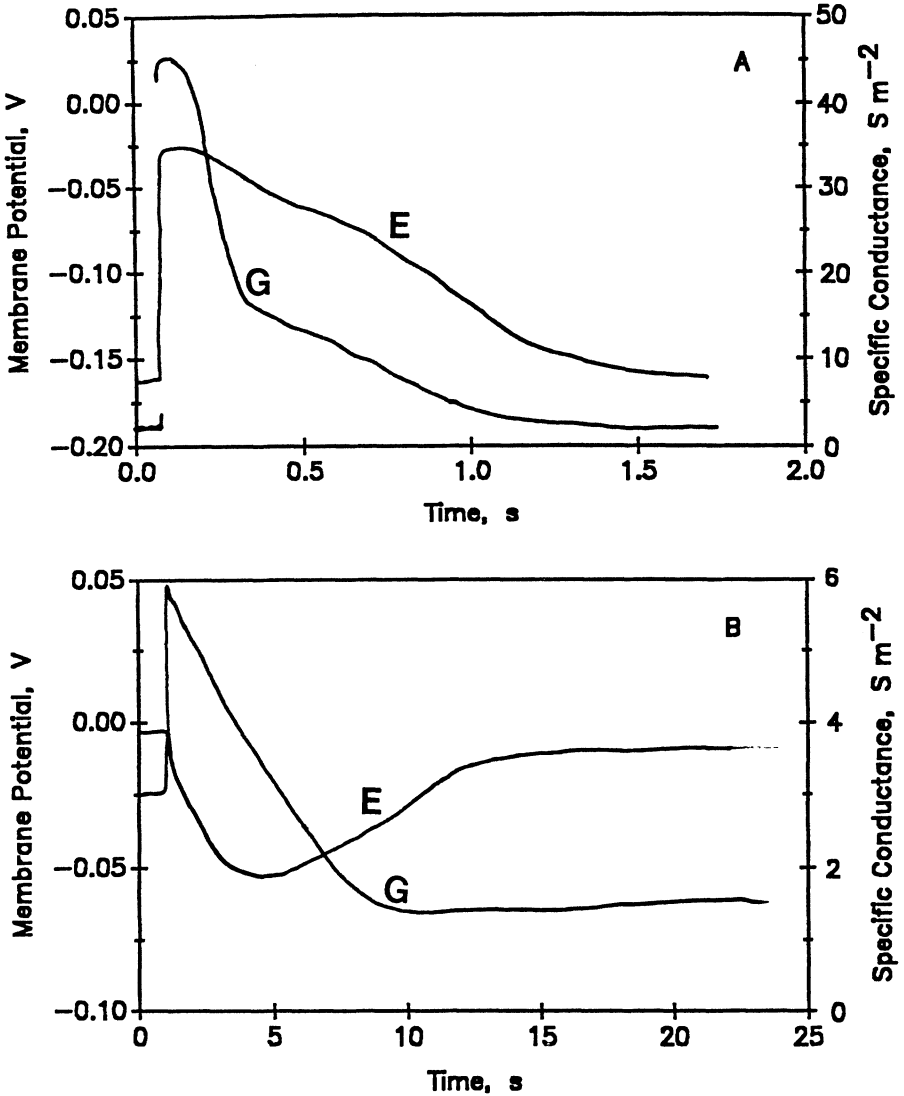 0.05
0.00
−0.05
−0.10
−0.15
−0.20
Membrane Potential, V
50
40
30
20
10
0
Specific Conductance, S m−2
A
E
G
0.0 0.5 1.0 1.5 2.0
Time, s
0.05
0.00
−0.05
−0.10
Membrane Potential, V
6
4
2
0
Specific Conductance, S m−2
B
E
G
0 5 10 15 20 25
Time, s